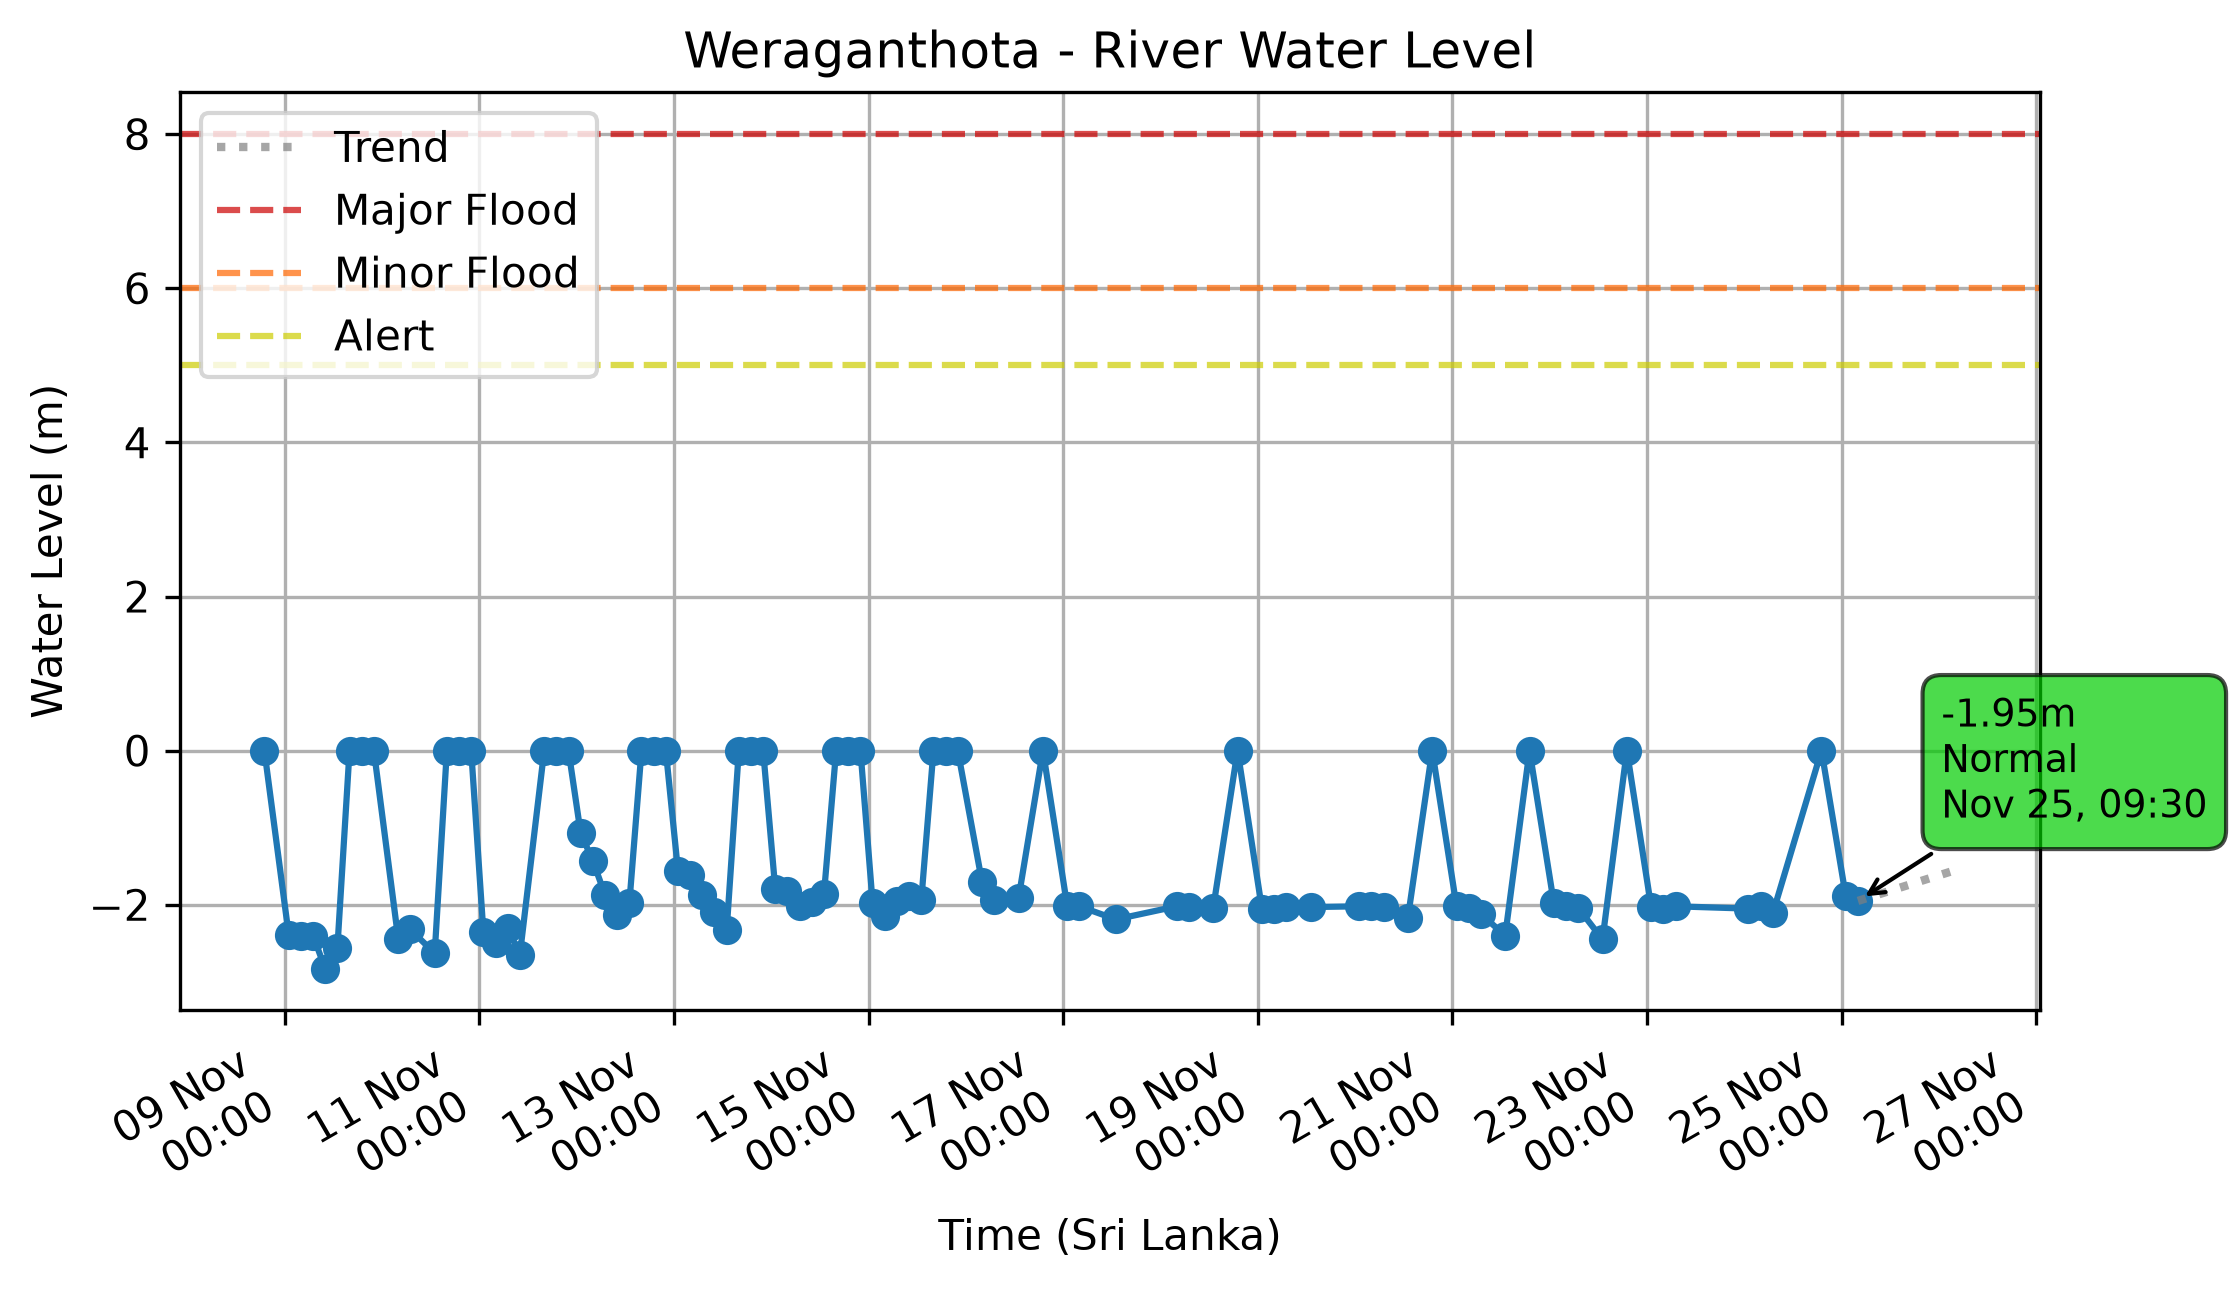 Weraganthota - River Water Level
Trend
Major Flood
Minor Flood
Alert
8
6
4
2
0
−2
Water Level (m)
-1.95m
Normal
Nov 25, 09:30
09 Nov
00:00
11 Nov
00:00
13 Nov
00:00
15 Nov
00:00
17 Nov
00:00
19 Nov
00:00
21 Nov
00:00
23 Nov
00:00
25 Nov
00:00
27 Nov
00:00
Time (Sri Lanka)